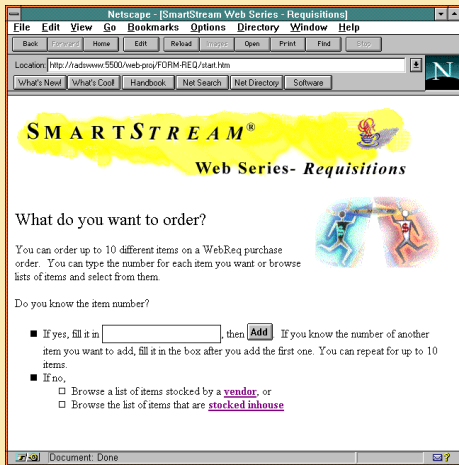 Netscape - [SmartStream Web Series - Requisitions]
File Edit View Go Bookmarks Options Directory Window Help
Back Forward Home Edit Reload Images Open Print Find Stop
Location: http://radswww:5500/web-proj/FORM-REQ/start.htm
What's New! What's Cool! Handbook Net Search Net Directory Software
N
SMARTSTREAM®
Web Series- Requisitions
What do you want to order?
You can order up to 10 different items on a WebReq purchase
order. You can type the number for each item you want or browse
lists of items and select from them.
Do you know the item number?
If yes, fill it in , then Add If you know the number of another
item you want to add, fill it in the box after you add the first one. You can repeat for up to 10
items.
If no,
Browse a list of items stocked by a vendor, or
Browse the list of items that are stocked inhouse
Document: Done